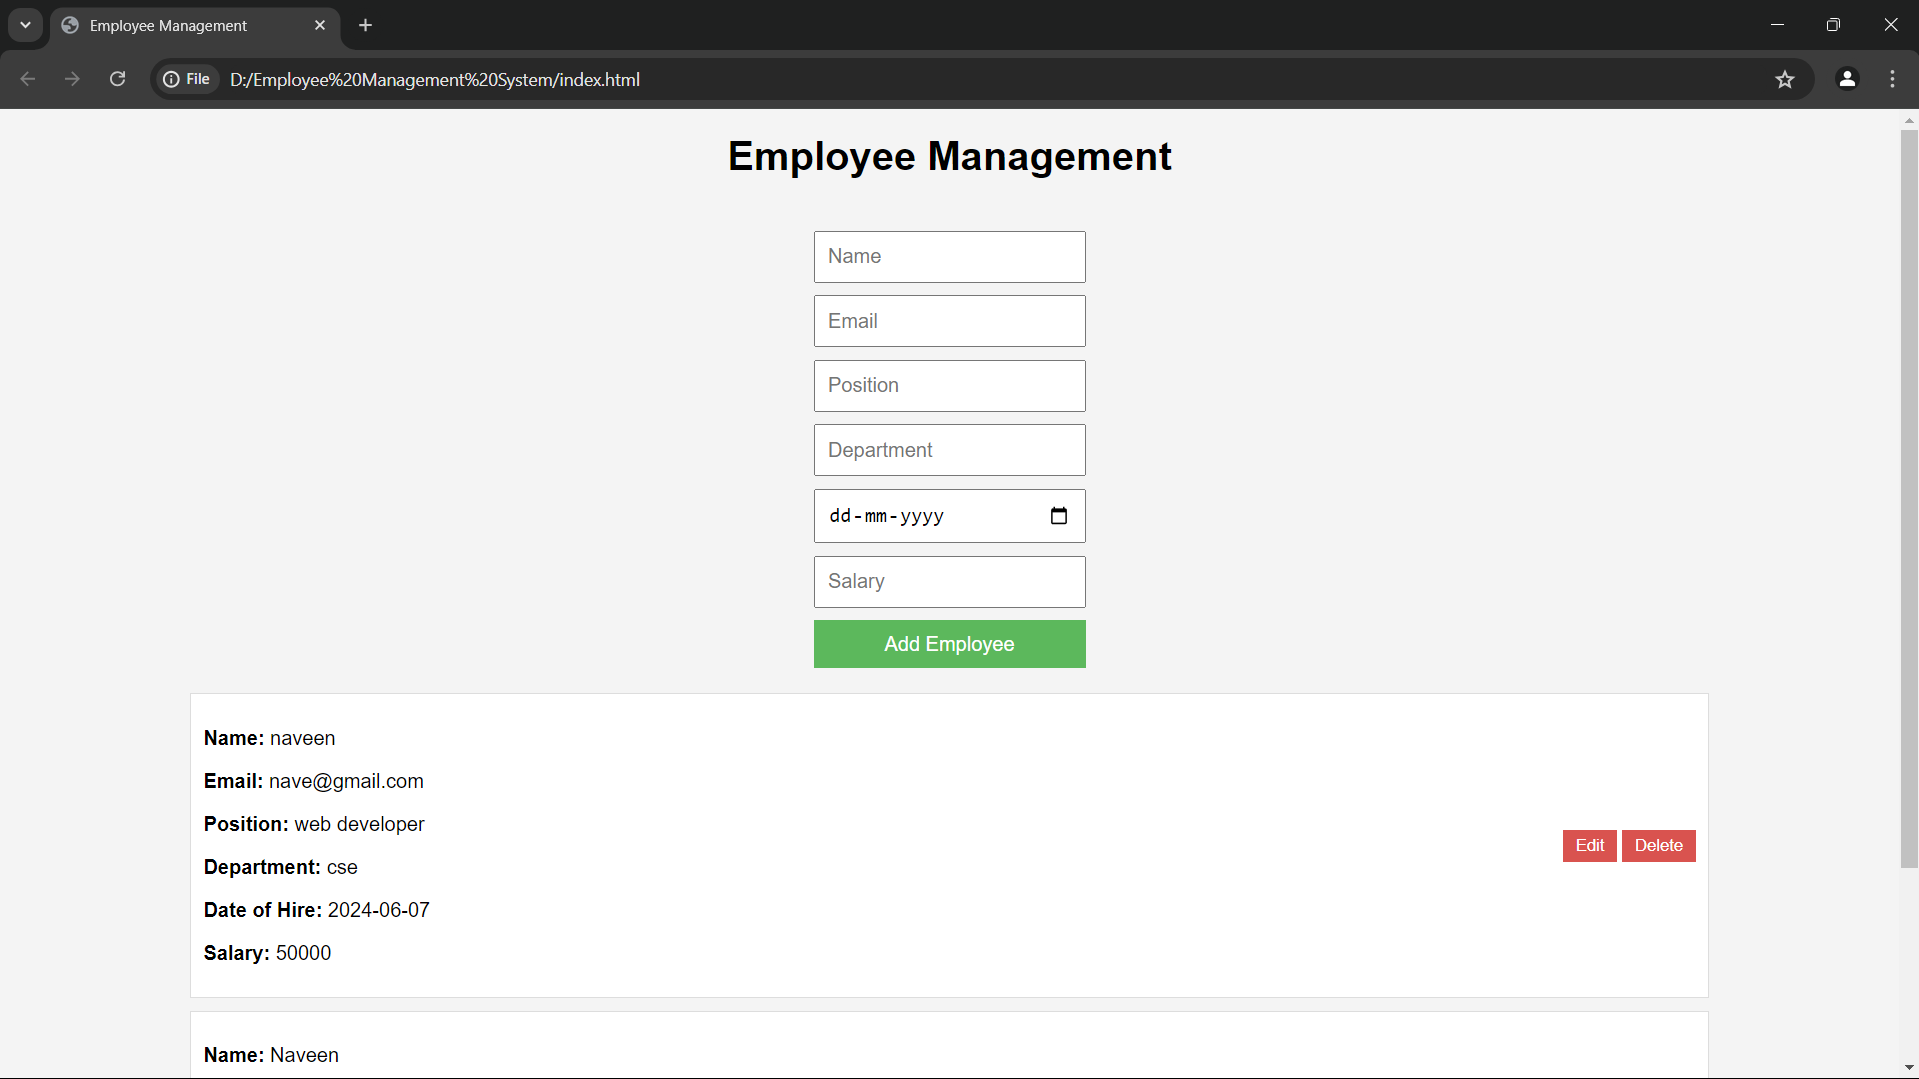 Employee Management
File D:/Employee%20Management%20System/index.html
Employee Management
Name
Email
Position
Department
dd-mm-yyyy
Salary
Add Employee
Name: naveen
Email: nave@gmail.com
Position: web developer
Edit Delete
Department: cse
Date of Hire: 2024-06-07
Salary: 50000
Name: Naveen